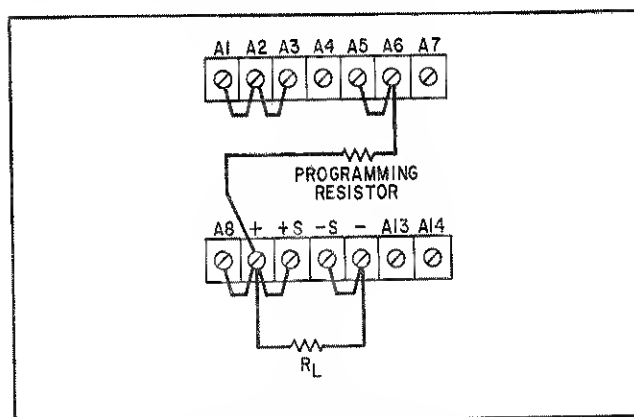 A1 A2 A3 A4 A5 A6 A7
PROGRAMMING
RESISTOR
A8 + +S -S - A13 A14
RL